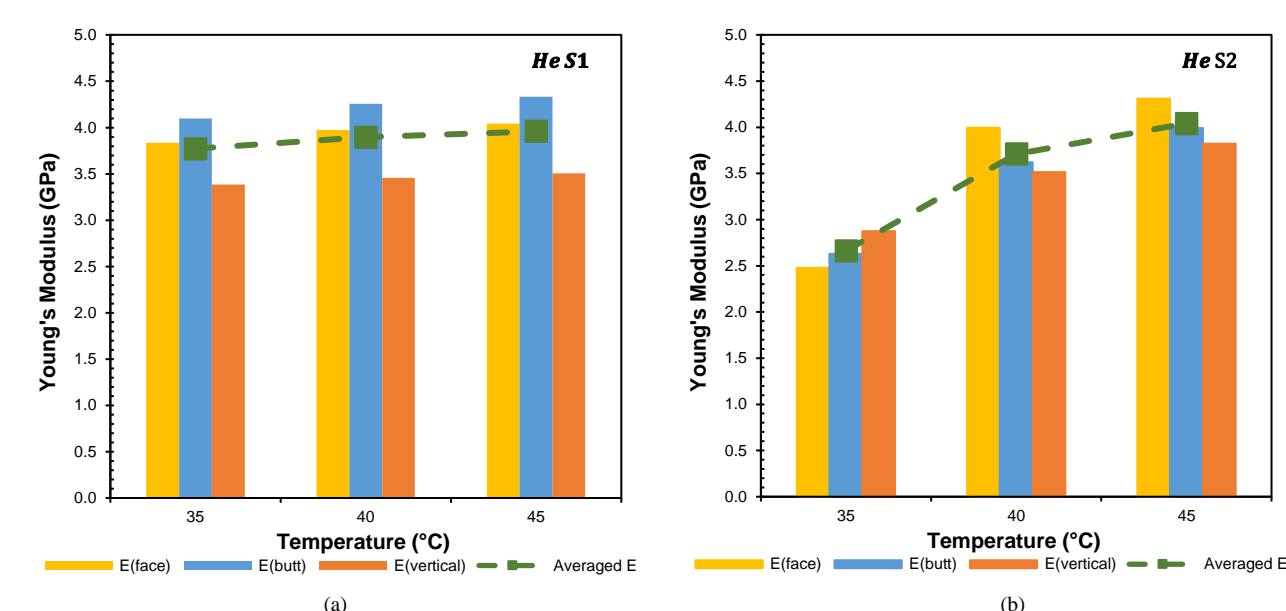 He S1
5.0
4.5
4.0
3.5
3.0
2.5
2.0
1.5
1.0
0.5
0.0
Young's Modulus (GPa)
35 40 45
Temperature (°C)
E(face) E(butt) E(vertical) Averaged E
(a)
He S2
5.0
4.5
4.0
3.5
3.0
2.5
2.0
1.5
1.0
0.5
0.0
Young's Modulus (GPa)
35 40 45
Temperature (°C)
E(face) E(butt) E(vertical) Averaged E
(b)